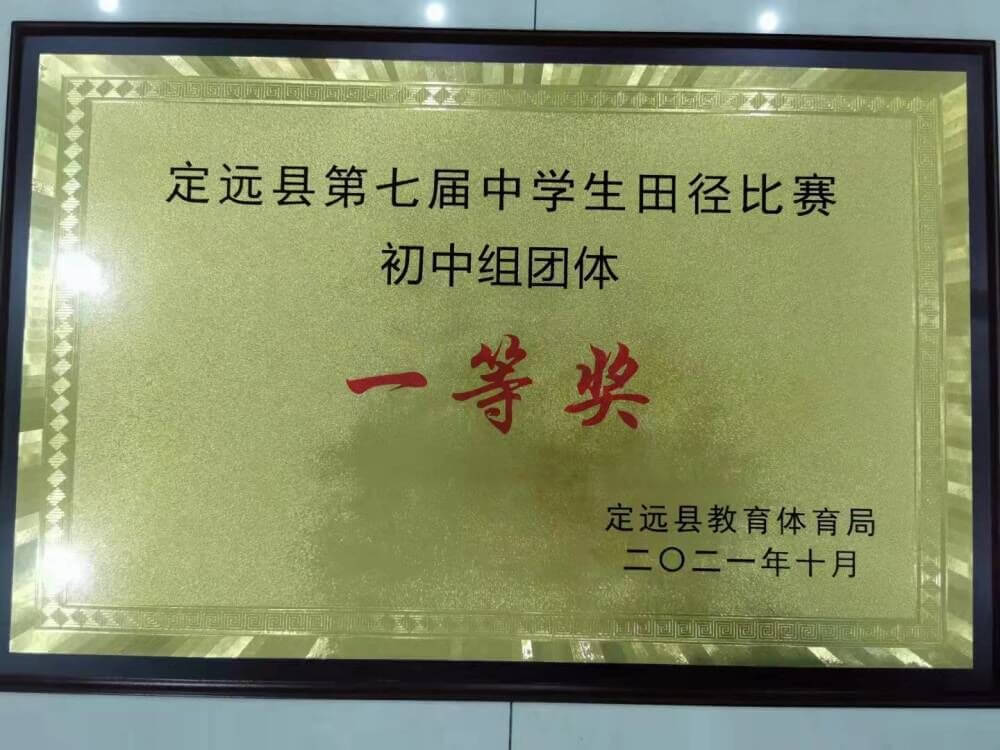 定远县第七届中学生田径比赛
初中组团体
一等奖
定远县教育体育局
二〇二一年十月